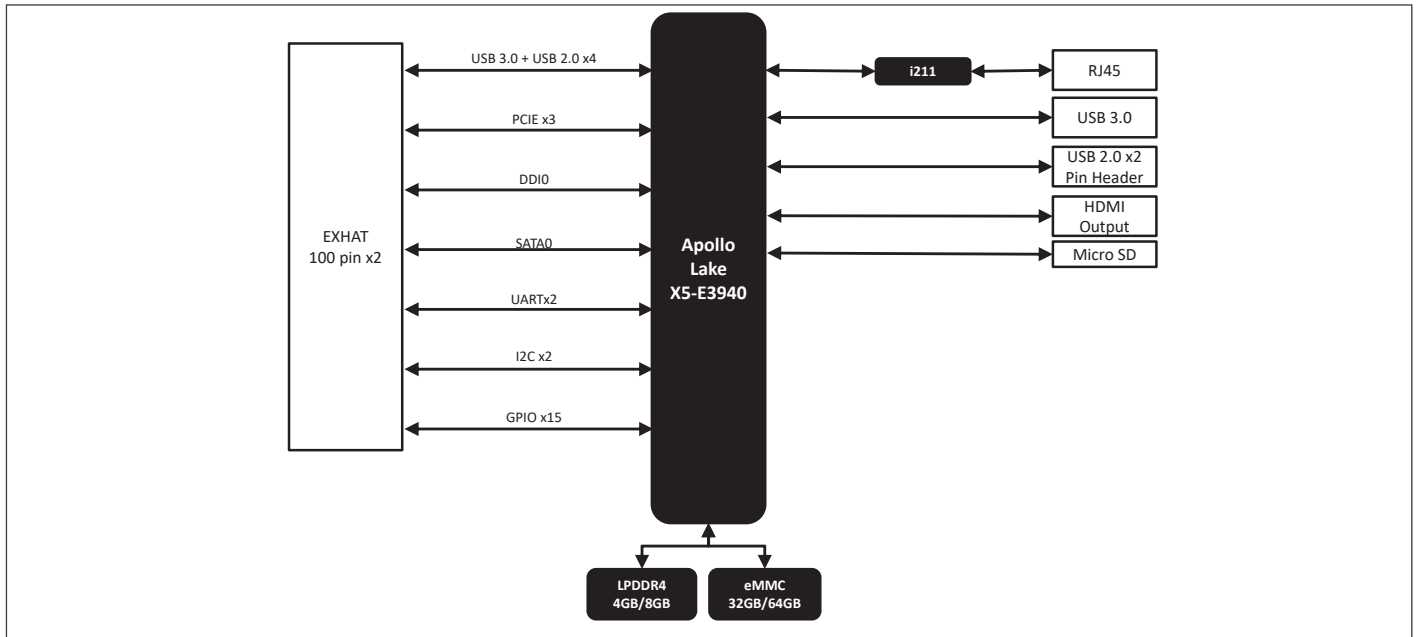 USB 3.0 + USB 2.0 x4
PCIE x3
DDI0
SATA0
UARTx2
I2C x2
GPIO x15
EXHAT
100 pin x2
Apollo
Lake
X5-E3940
i211
RJ45
USB 3.0
USB 2.0 x2
Pin Header
HDMI
Output
Micro SD
LPDDR4
4GB/8GB
eMMC
32GB/64GB